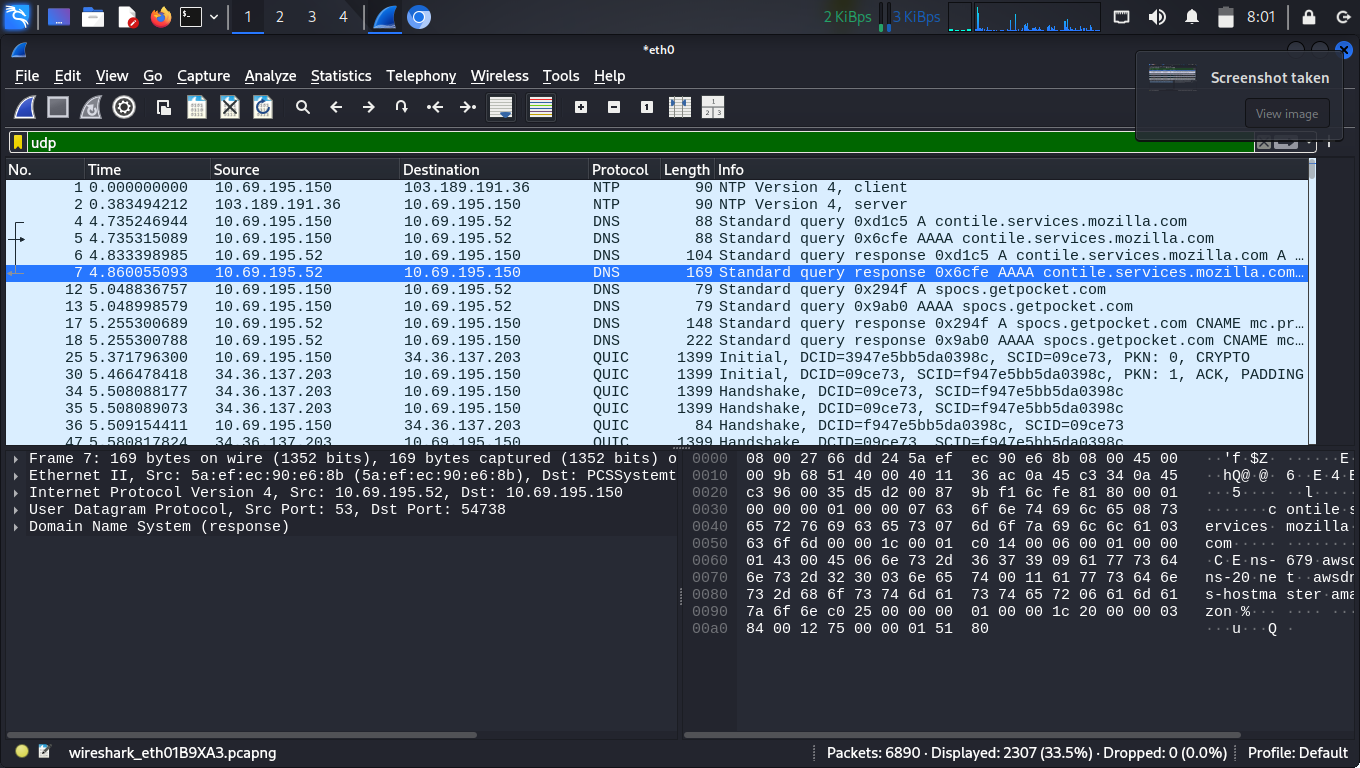 1 2 3 4 2 KiBps 3 KiBps 8:01
*eth0
File Edit View Go Capture Analyze Statistics Telephony Wireless Tools Help
Screenshot taken
View image
udp
No. Time Source Destination Protocol Length Info
1 0.000000000 10.69.195.150 103.189.191.36 NTP 90 NTP Version 4, client
2 0.383494212 103.189.191.36 10.69.195.150 NTP 90 NTP Version 4, server
4 4.735246944 10.69.195.150 10.69.195.52 DNS 88 Standard query 0xd1c5 A contile.services.mozilla.com
5 4.735315089 10.69.195.150 10.69.195.52 DNS 88 Standard query 0x6cfe AAAA contile.services.mozilla.com
6 4.833398985 10.69.195.52 10.69.195.150 DNS 104 Standard query response 0xd1c5 A contile.services.mozilla.com A …
7 4.860055093 10.69.195.52 10.69.195.150 DNS 169 Standard query response 0x6cfe AAAA contile.services.mozilla.com…
12 5.048836757 10.69.195.150 10.69.195.52 DNS 79 Standard query 0x294f A spocs.getpocket.com
13 5.048998579 10.69.195.150 10.69.195.52 DNS 79 Standard query 0x9ab0 AAAA spocs.getpocket.com
17 5.255300689 10.69.195.52 10.69.195.150 DNS 148 Standard query response 0x294f A spocs.getpocket.com CNAME mc.pr…
18 5.255300788 10.69.195.52 10.69.195.150 DNS 222 Standard query response 0x9ab0 AAAA spocs.getpocket.com CNAME mc…
25 5.371796300 10.69.195.150 34.36.137.203 QUIC 1399 Initial, DCID=3947e5bb5da0398c, SCID=09ce73, PKN: 0, CRYPTO
30 5.466478418 34.36.137.203 10.69.195.150 QUIC 1399 Initial, DCID=09ce73, SCID=f947e5bb5da0398c, PKN: 1, ACK, PADDING
34 5.508088177 34.36.137.203 10.69.195.150 QUIC 1399 Handshake, DCID=09ce73, SCID=f947e5bb5da0398c
35 5.508089073 34.36.137.203 10.69.195.150 QUIC 1399 Handshake, DCID=09ce73, SCID=f947e5bb5da0398c
36 5.509154411 10.69.195.150 34.36.137.203 QUIC 84 Handshake, DCID=f947e5bb5da0398c, SCID=09ce73
47 5.580817824 34.36.137.203 10.69.195.150 QUIC 1399 Handshake, DCID=09ce73, SCID=f947e5bb5da0398c
Frame 7: 169 bytes on wire (1352 bits), 169 bytes captured (1352 bits) o
Ethernet II, Src: 5a:ef:ec:90:e6:8b (5a:ef:ec:90:e6:8b), Dst: PCSSystemt
Internet Protocol Version 4, Src: 10.69.195.52, Dst: 10.69.195.150
User Datagram Protocol, Src Port: 53, Dst Port: 54738
Domain Name System (response)
0000 08 00 27 66 dd 24 5a ef ec 90 e6 8b 08 00 45 00 ··'f·$Z· ······E·
0010 00 9b 68 51 40 00 40 11 36 ac 0a 45 c3 34 0a 45 ··hQ@·@· 6··E·4·E
0020 c3 96 00 35 d5 d2 00 87 9b f1 6c fe 81 80 00 01 ···5···· ··l·····
0030 00 00 00 01 00 00 07 63 6f 6e 74 69 6c 65 08 73 ·······c ontile·s
0040 65 72 76 69 63 65 73 07 6d 6f 7a 69 6c 6c 61 03 ervices· mozilla·
0050 63 6f 6d 00 00 1c 00 01 c0 14 00 06 00 01 00 00 com····· ········
0060 01 43 00 45 06 6e 73 2d 36 37 39 09 61 77 73 64 ·C·E·ns- 679·awsd
0070 6e 73 2d 32 30 03 6e 65 74 00 11 61 77 73 64 6e ns-20·ne t··awsdn
0080 73 2d 68 6f 73 74 6d 61 73 74 65 72 06 61 6d 61 s-hostma ster·ama
0090 7a 6f 6e c0 25 00 00 00 01 00 00 1c 20 00 00 03 zon·%··· ···· ···
00a0 84 00 12 75 00 00 01 51 80 ···u···Q ·
wireshark_eth01B9XA3.pcapng Packets: 6890 · Displayed: 2307 (33.5%) · Dropped: 0 (0.0%) Profile: Default